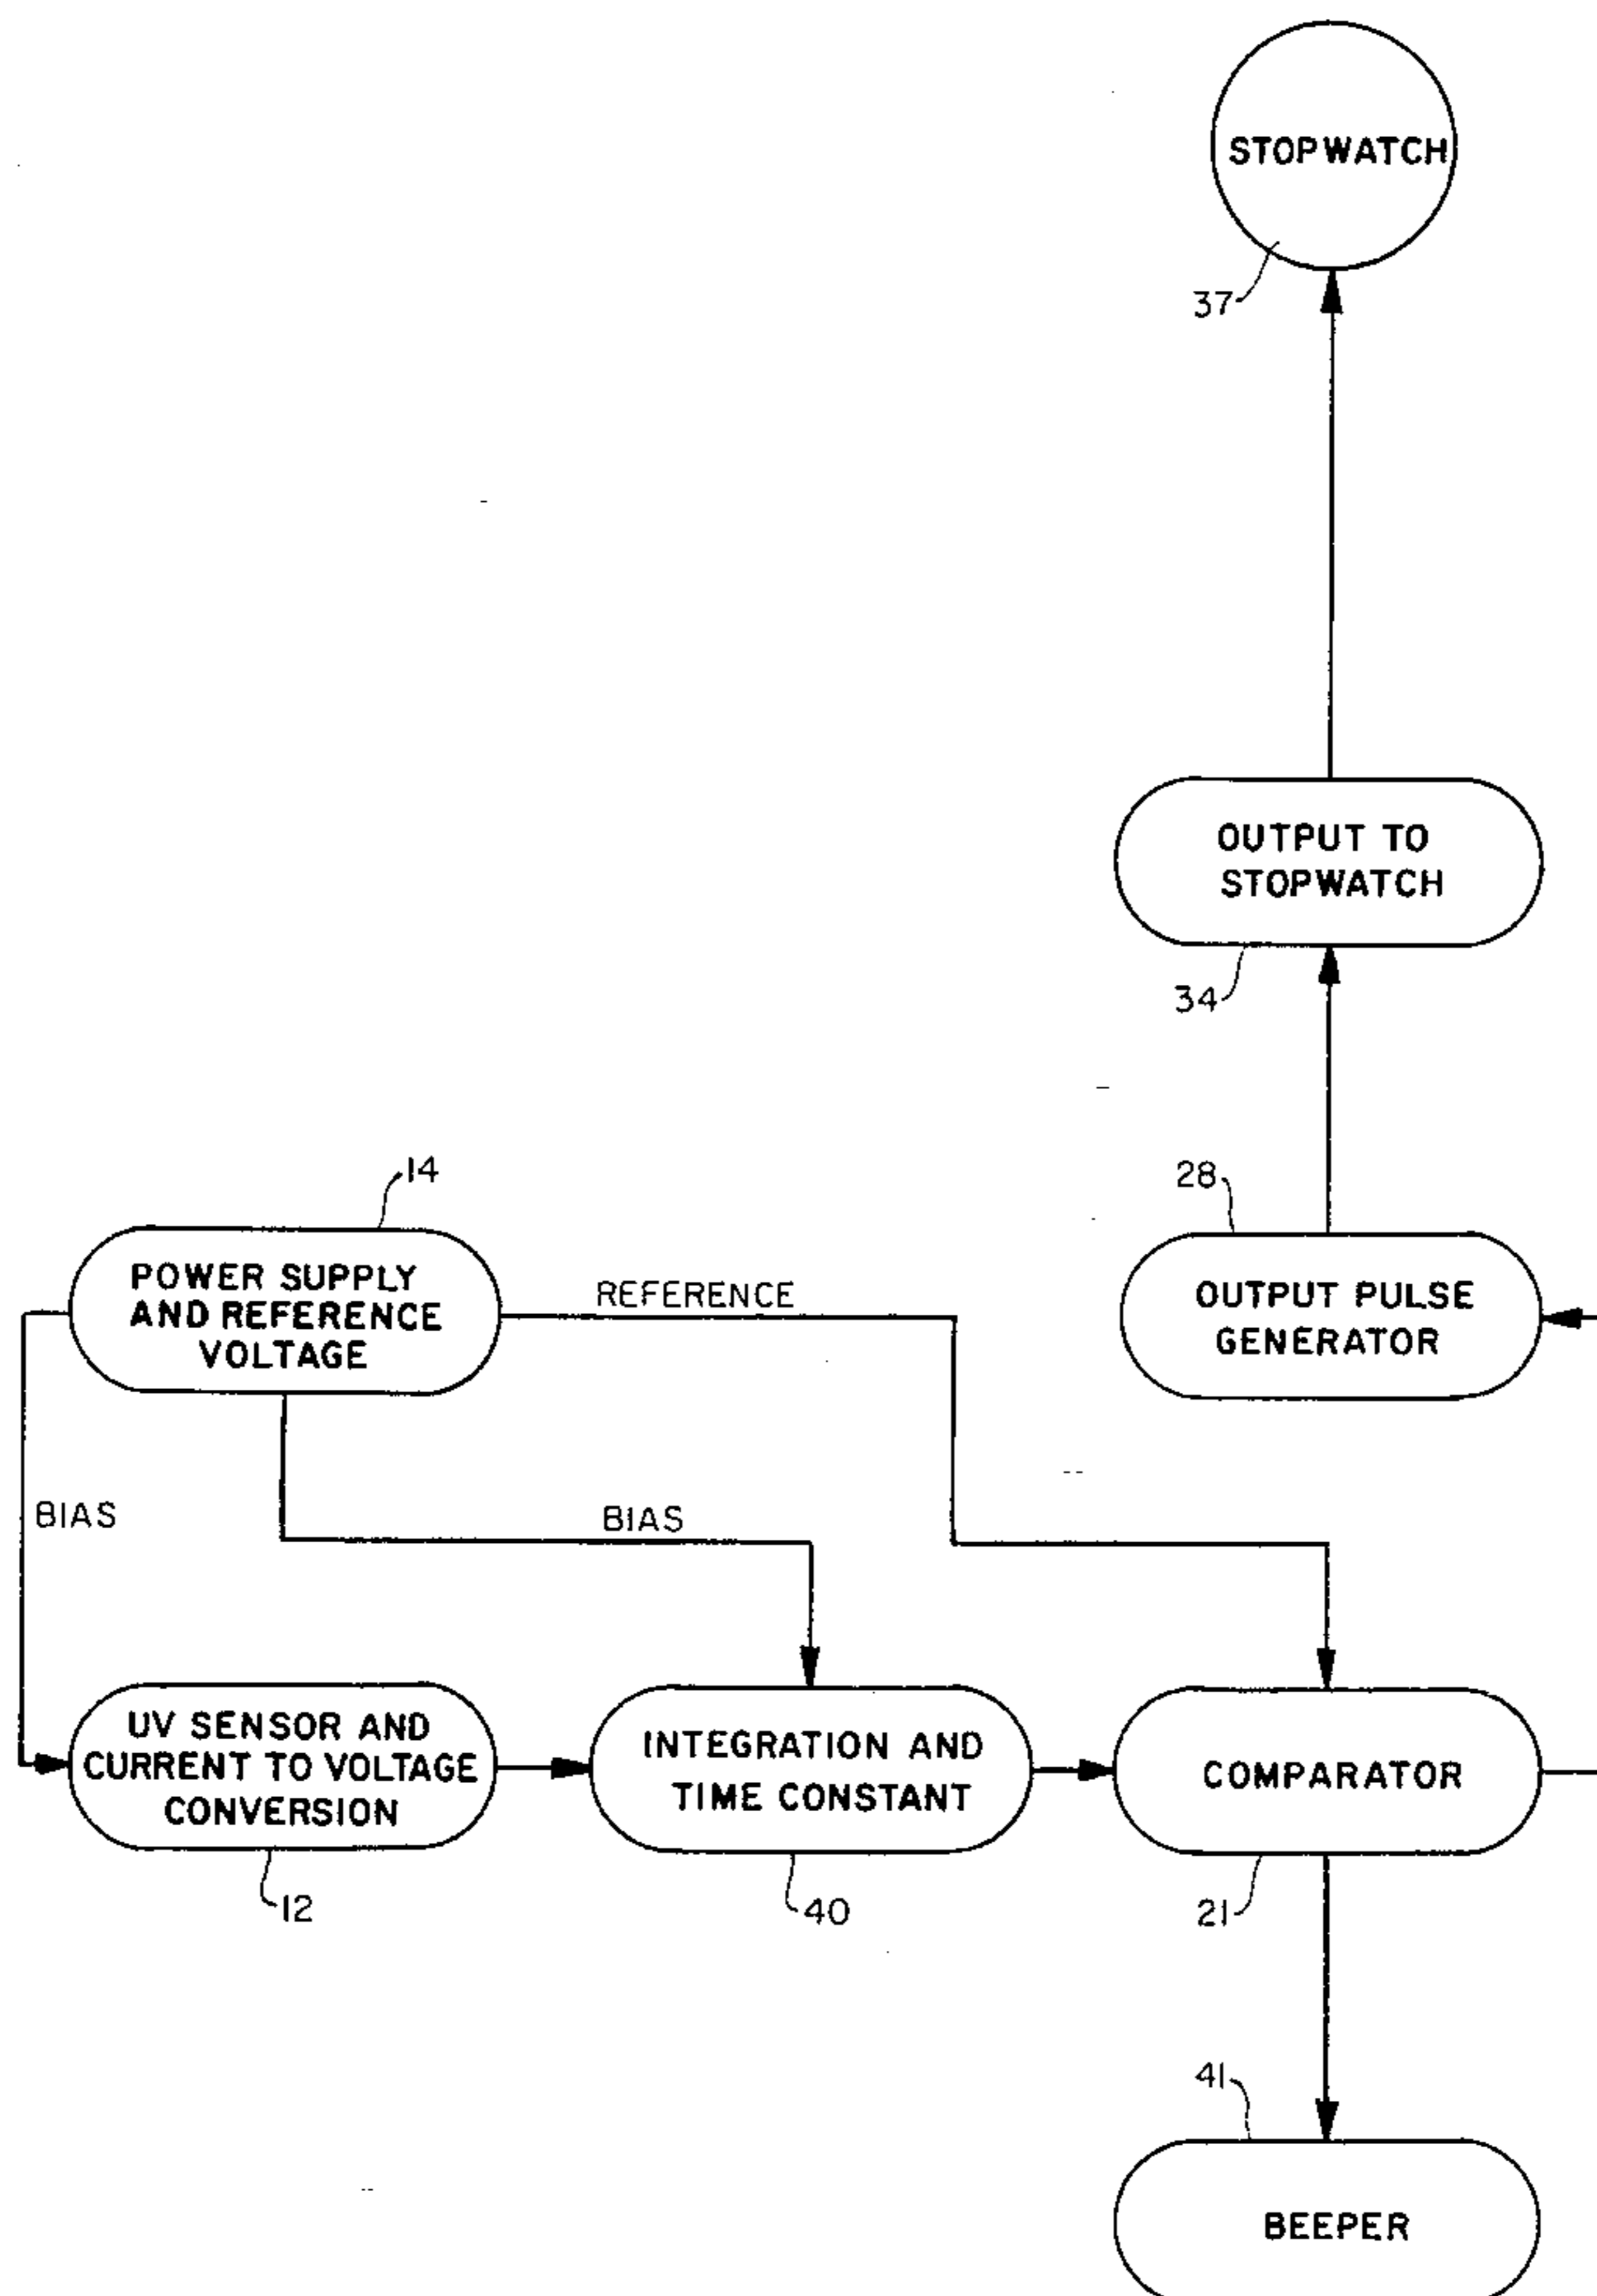 STOPWATCH
37
OUTPUT TO
STOPWATCH
34
14
28
POWER SUPPLY
AND REFERENCE
VOLTAGE
REFERENCE
OUTPUT PULSE
GENERATOR
BIAS
BIAS
UV SENSOR AND
CURRENT TO VOLTAGE
CONVERSION
INTEGRATION AND
TIME CONSTANT
COMPARATOR
12
40
21
41
BEEPER